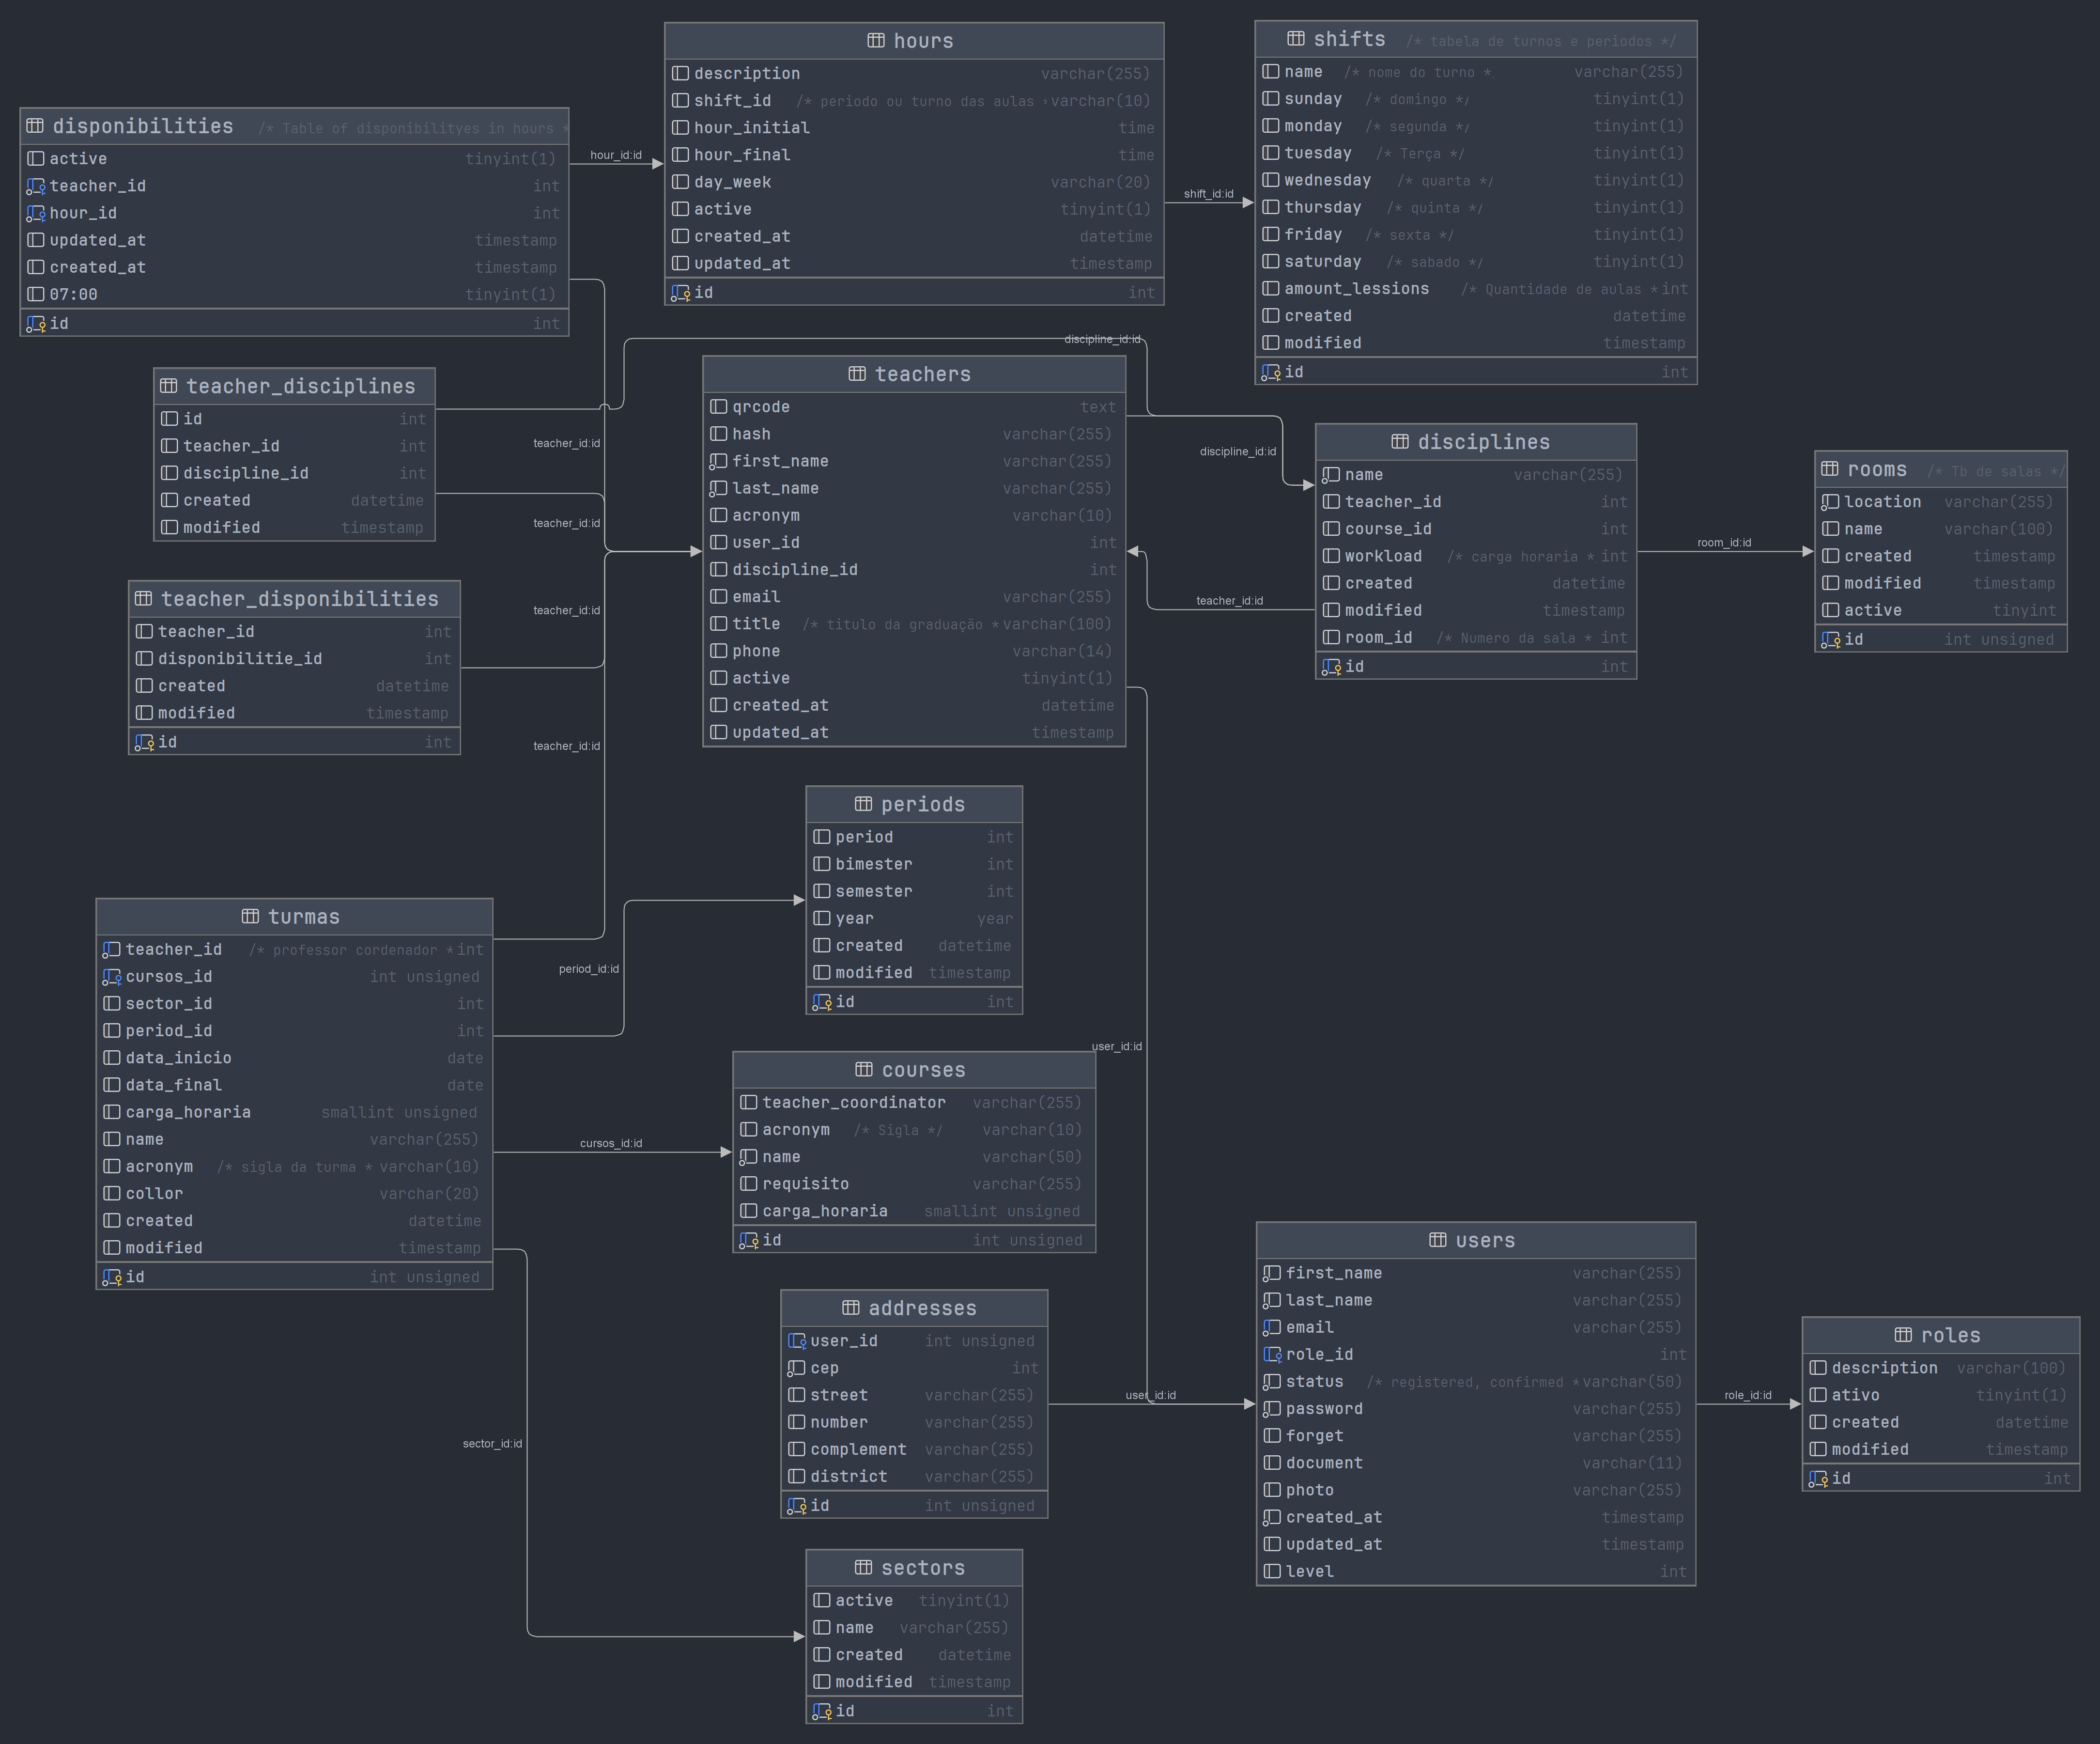 hours
description varchar(255)
shift_id /* periodo ou turno das aulas * varchar(10)
hour_initial time
hour_final time
day_week varchar(20)
active tinyint(1)
created_at datetime
updated_at timestamp
id int
shifts /* tabela de turnos e periodos */
name /* nome do turno * varchar(255)
sunday /* domingo */ tinyint(1)
monday /* segunda */ tinyint(1)
tuesday /* Terça */ tinyint(1)
wednesday /* quarta */ tinyint(1)
thursday /* quinta */ tinyint(1)
friday /* sexta */ tinyint(1)
saturday /* sabado */ tinyint(1)
amount_lessions /* Quantidade de aulas * int
created datetime
modified timestamp
id int
disponibilities /* Table of disponibilityes in hours *
active tinyint(1)
teacher_id int
hour_id int
updated_at timestamp
created_at timestamp
07:00 tinyint(1)
id int
hour_id:id
shift_id:id
discipline_id:id
teacher_disciplines
id int
teacher_id int
discipline_id int
created datetime
modified timestamp
teacher_id:id
teacher_id:id
teacher_id:id
teacher_id:id
teachers
qrcode text
hash varchar(255)
first_name varchar(255)
last_name varchar(255)
acronym varchar(10)
user_id int
discipline_id int
email varchar(255)
title /* titulo da graduação * varchar(100)
phone varchar(14)
active tinyint(1)
created_at datetime
updated_at timestamp
discipline_id:id
teacher_id:id
disciplines
name varchar(255)
teacher_id int
course_id int
workload /* carga horaria * int
created datetime
modified timestamp
room_id /* Numero da sala * int
id int
room_id:id
rooms /* Tb de salas */
location varchar(255)
name varchar(100)
created timestamp
modified timestamp
active tinyint
id int unsigned
teacher_disponibilities
teacher_id int
disponibilitie_id int
created datetime
modified timestamp
id int
periods
period int
bimester int
semester int
year year
created datetime
modified timestamp
id int
turmas
teacher_id /* professor cordenador * int
cursos_id int unsigned
sector_id int
period_id int
data_inicio date
data_final date
carga_horaria smallint unsigned
name varchar(255)
acronym /* sigla da turma * varchar(10)
collor varchar(20)
created datetime
modified timestamp
id int unsigned
period_id:id
cursos_id:id
sector_id:id
user_id:id
courses
teacher_coordinator varchar(255)
acronym /* Sigla */ varchar(10)
name varchar(50)
requisito varchar(255)
carga_horaria smallint unsigned
id int unsigned
addresses
user_id int unsigned
cep int
street varchar(255)
number varchar(255)
complement varchar(255)
district varchar(255)
id int unsigned
user_id:id
users
first_name varchar(255)
last_name varchar(255)
email varchar(255)
role_id int
status /* registered, confirmed * varchar(50)
password varchar(255)
forget varchar(255)
document varchar(11)
photo varchar(255)
created_at timestamp
updated_at timestamp
level int
role_id:id
roles
description varchar(100)
ativo tinyint(1)
created datetime
modified timestamp
id int
sectors
active tinyint(1)
name varchar(255)
created datetime
modified timestamp
id int